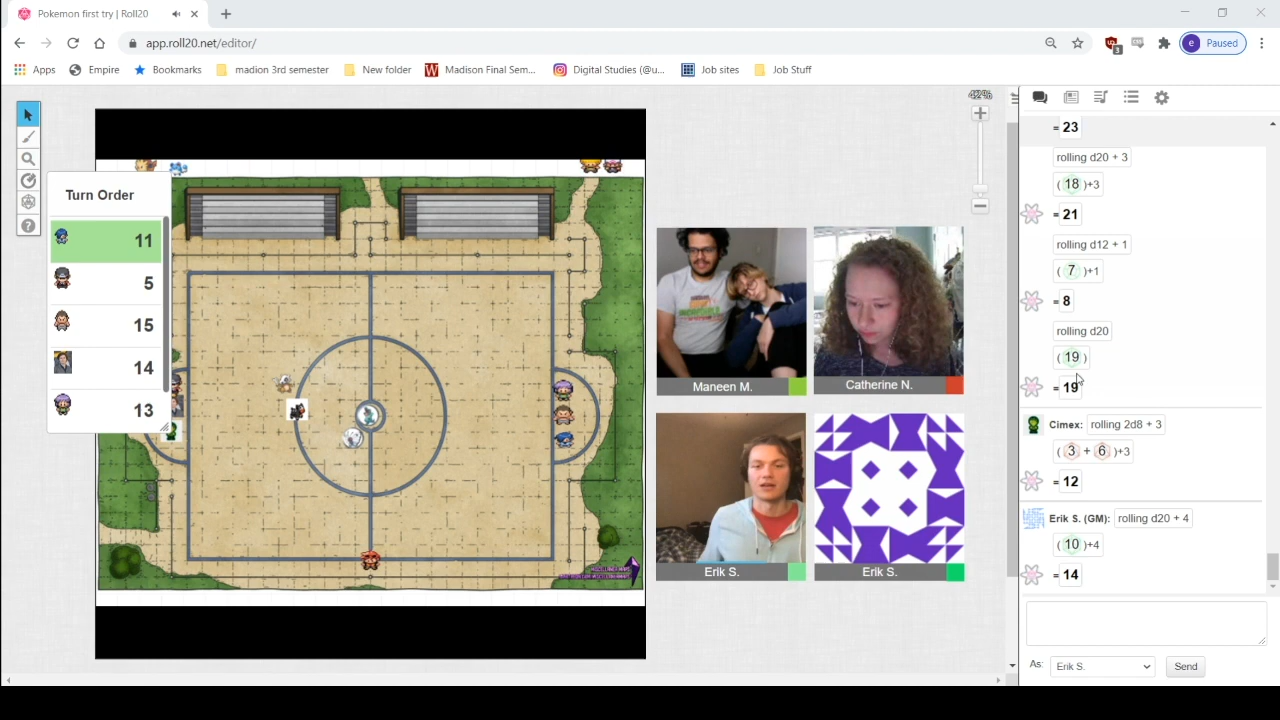 Pokemon first try | Roll20
app.roll20.net/editor/
3
CSS
e Paused
Apps Empire Bookmarks madion 3rd semester New folder W Madison Final Sem... Digital Studies (@u... Job sites Job Stuff
42%
Turn Order
11
5
15
14
13
Maneen M.
Catherine N.
Erik S.
Erik S.
= 23
rolling d20 + 3
( 18 )+3
= 21
rolling d12 + 1
( 7 )+1
= 8
rolling d20
( 19 )
= 19
Cimex: rolling 2d8 + 3
( 3 + 6 )+3
= 12
Erik S. (GM): rolling d20 + 4
( 10 )+4
= 14
As: Erik S. Send